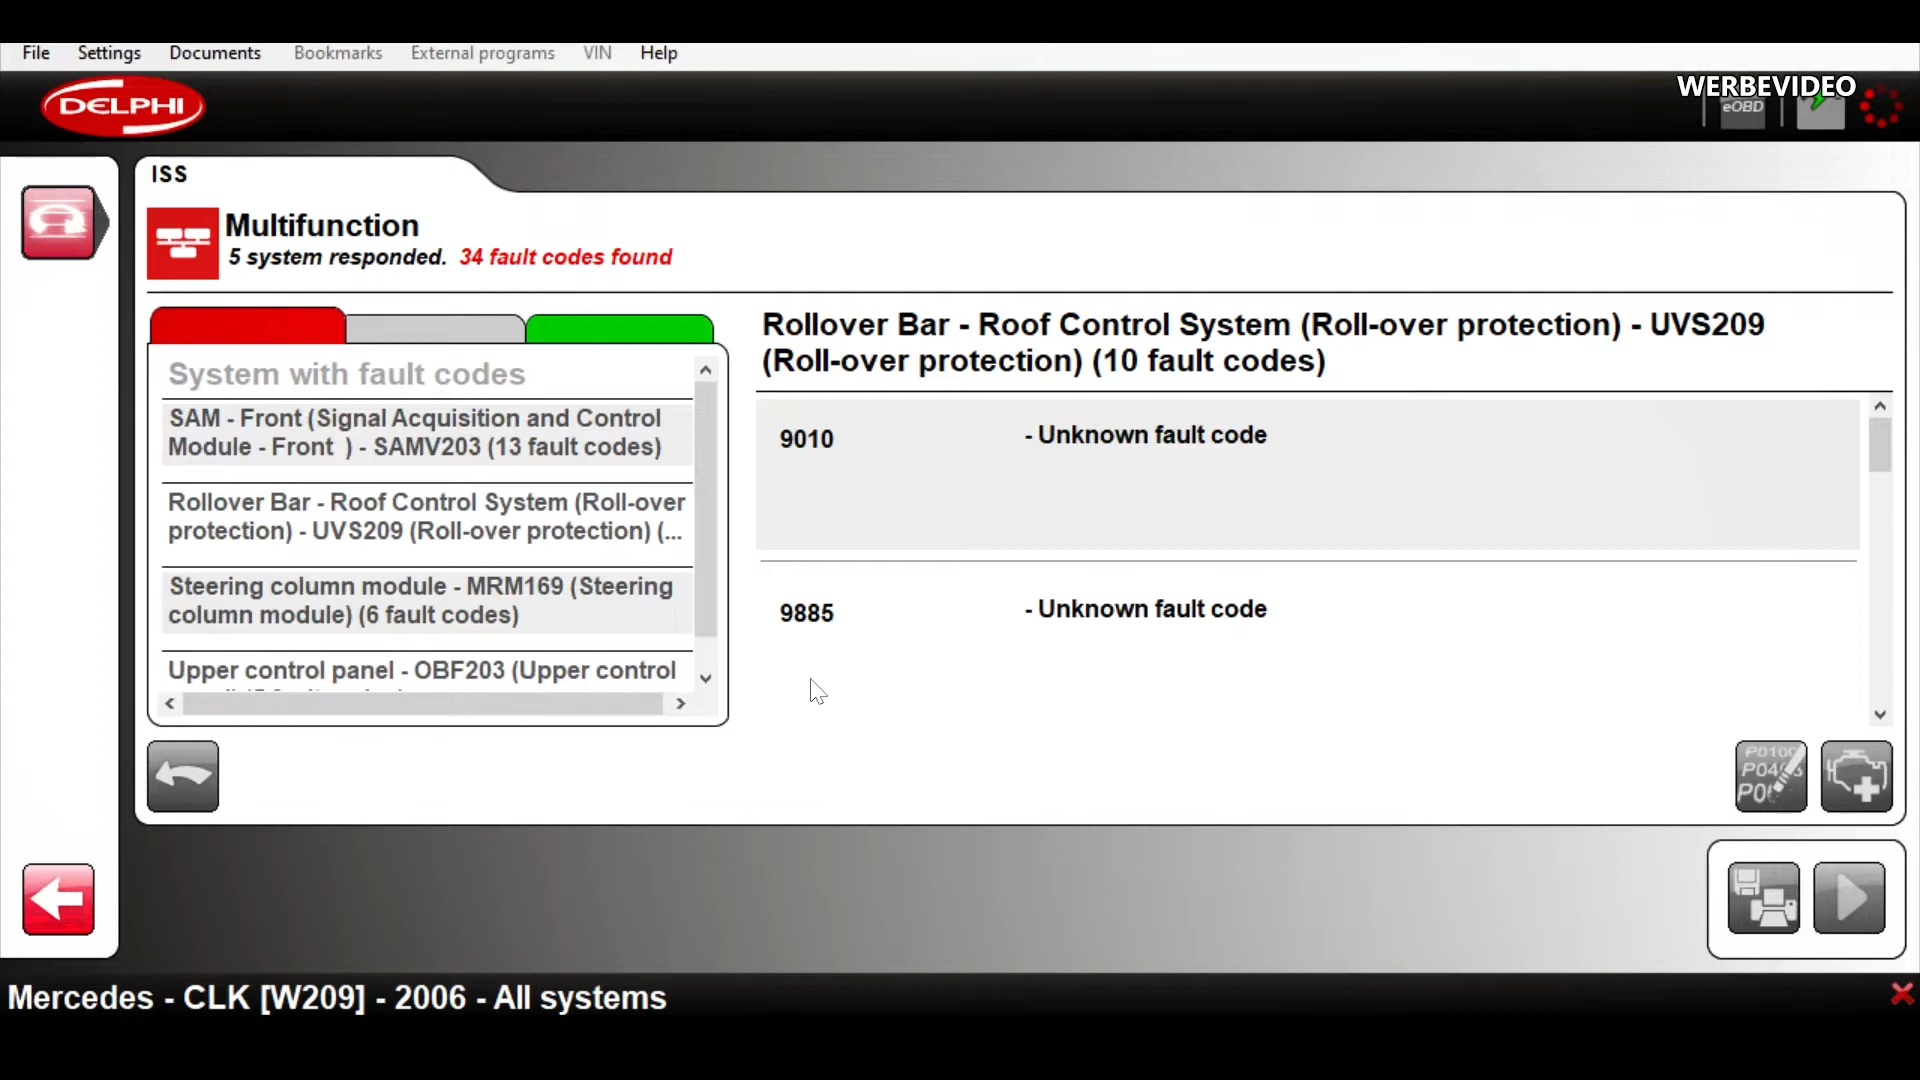 File Settings Documents Bookmarks External programs VIN Help
DELPHI
WERBEVIDEO
eOBD
ISS
Multifunction
5 system responded. 34 fault codes found
System with fault codes
SAM - Front (Signal Acquisition and Control
Module - Front ) - SAMV203 (13 fault codes)
Rollover Bar - Roof Control System (Roll-over
protection) - UVS209 (Roll-over protection) (...
Steering column module - MRM169 (Steering
column module) (6 fault codes)
Upper control panel - OBF203 (Upper control
Rollover Bar - Roof Control System (Roll-over protection) - UVS209
(Roll-over protection) (10 fault codes)
9010 - Unknown fault code
9885 - Unknown fault code
P0100
Mercedes - CLK [W209] - 2006 - All systems